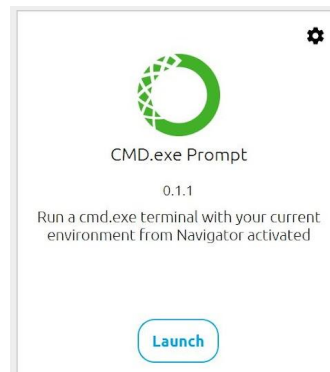 CMD.exe Prompt
0.1.1
Run a cmd.exe terminal with your current
environment from Navigator activated
Launch